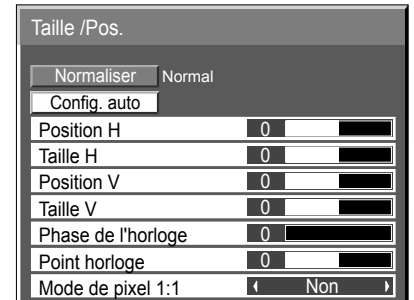 Taille /Pos.
Normaliser Normal
Config. auto
Position H 0
Taille H 0
Position V 0
Taille V 0
Phase de l'horloge 0
Point horloge 0
Mode de pixel 1:1 Non